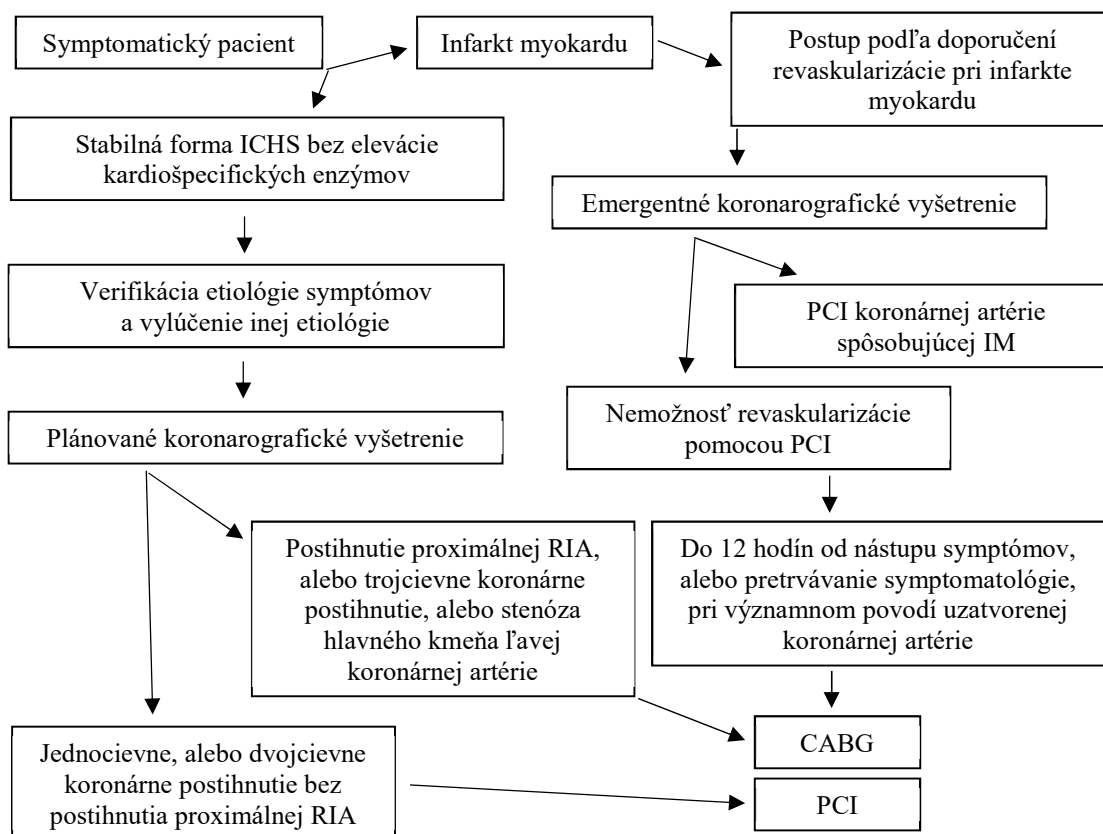 Symptomatický pacient
Infarkt myokardu
Postup podľa doporučení
revaskularizácie pri infarkte
myokardu
Stabilná forma ICHS bez elevácie
kardiošpecifických enzýmov
Emergentné koronarografické vyšetrenie
Verifikácia etiológie symptómov
a vylúčenie inej etiológie
PCI koronárnej artérie
spôsobujúcej IM
Plánované koronarografické vyšetrenie
Nemožnosť revaskularizácie
pomocou PCI
Postihnutie proximálnej RIA,
alebo trojcievne koronárne
postihnutie, alebo stenóza
hlavného kmeňa ľavej
koronárnej artérie
Do 12 hodín od nástupu symptómov,
alebo pretrvávanie symptomatológie,
pri významnom povodí uzatvorenej
koronárnej artérie
Jednocievne, alebo dvojcievne
koronárne postihnutie bez
postihnutia proximálnej RIA
CABG
PCI